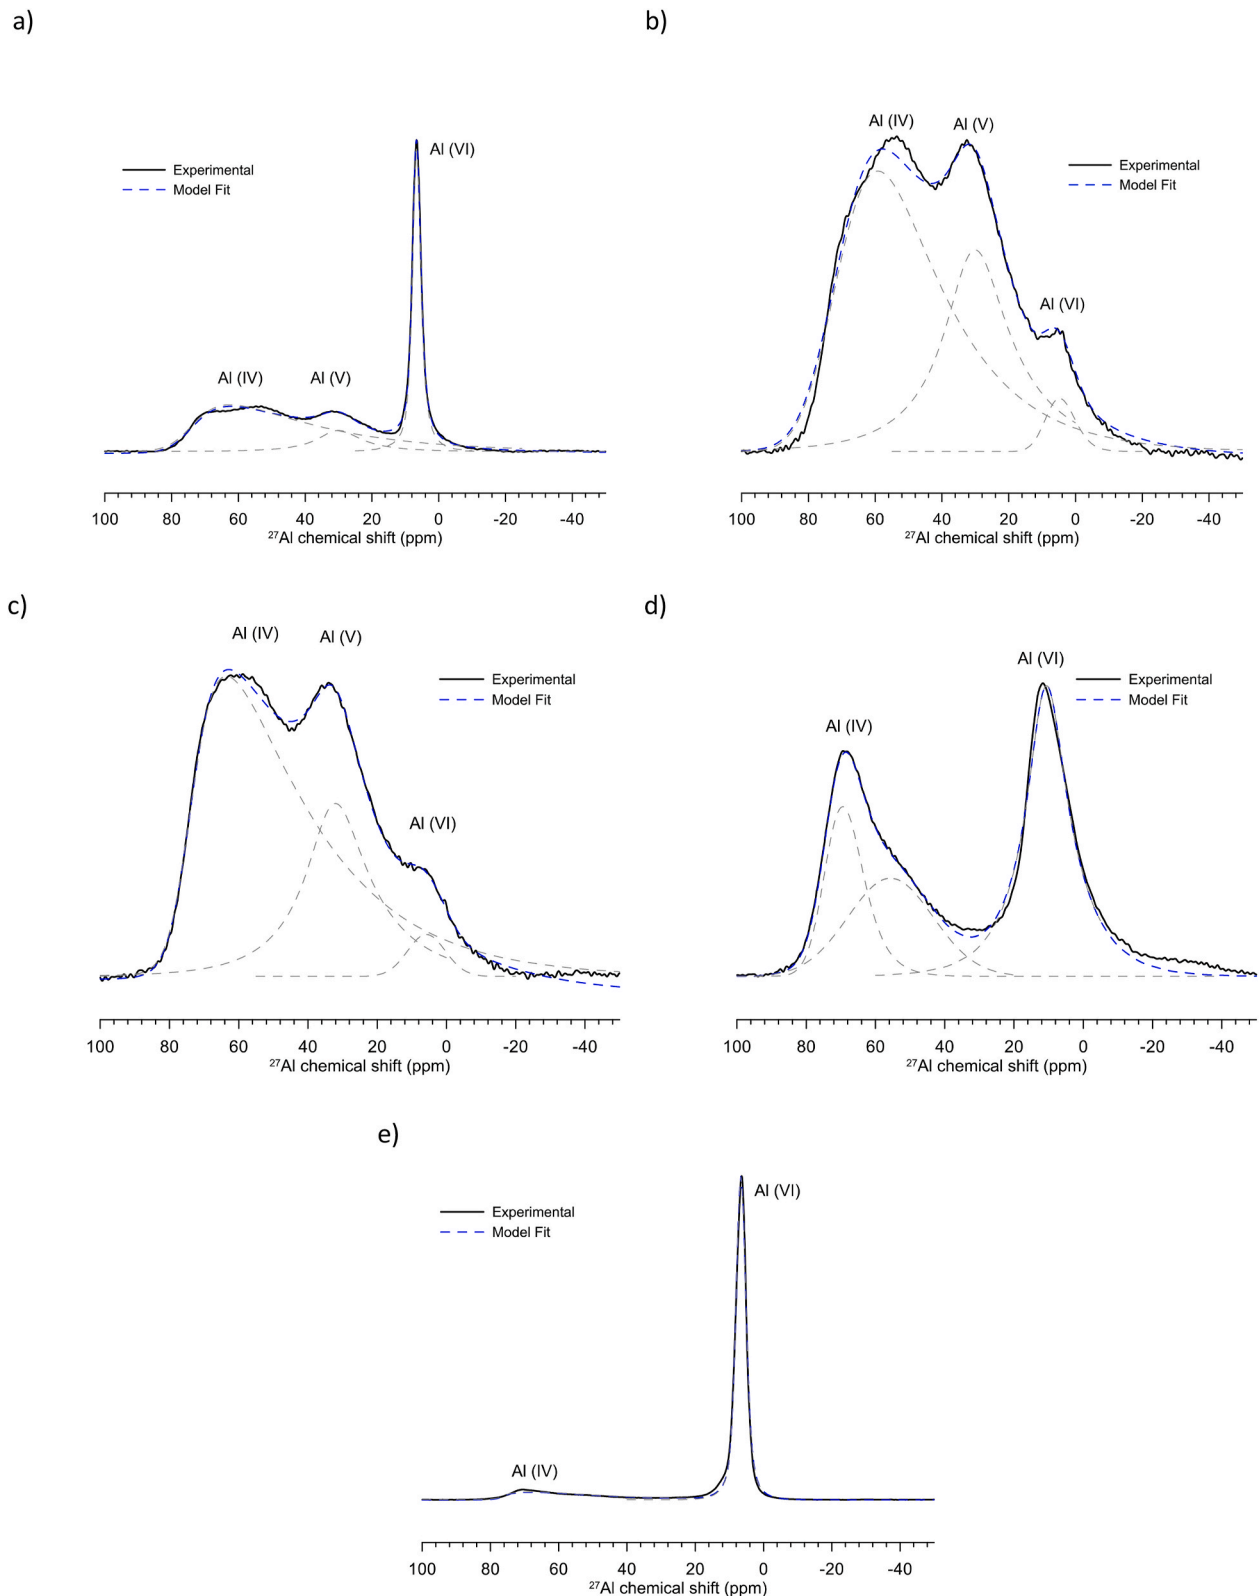 a)
Al (VI)
Experimental
Model Fit
Al (IV)
Al (V)
100 80 60 40 20 0 -20 -40
27Al chemical shift (ppm)
b)
Al (IV)
Al (V)
Experimental
Model Fit
Al (VI)
100 80 60 40 20 0 -20 -40
27Al chemical shift (ppm)
c)
Al (IV)
Al (V)
Experimental
Model Fit
Al (VI)
100 80 60 40 20 0 -20 -40
27Al chemical shift (ppm)
d)
Al (VI)
Experimental
Model Fit
Al (IV)
100 80 60 40 20 0 -20 -40
27Al chemical shift (ppm)
e)
Al (VI)
Experimental
Model Fit
Al (IV)
100 80 60 40 20 0 -20 -40
27Al chemical shift (ppm)